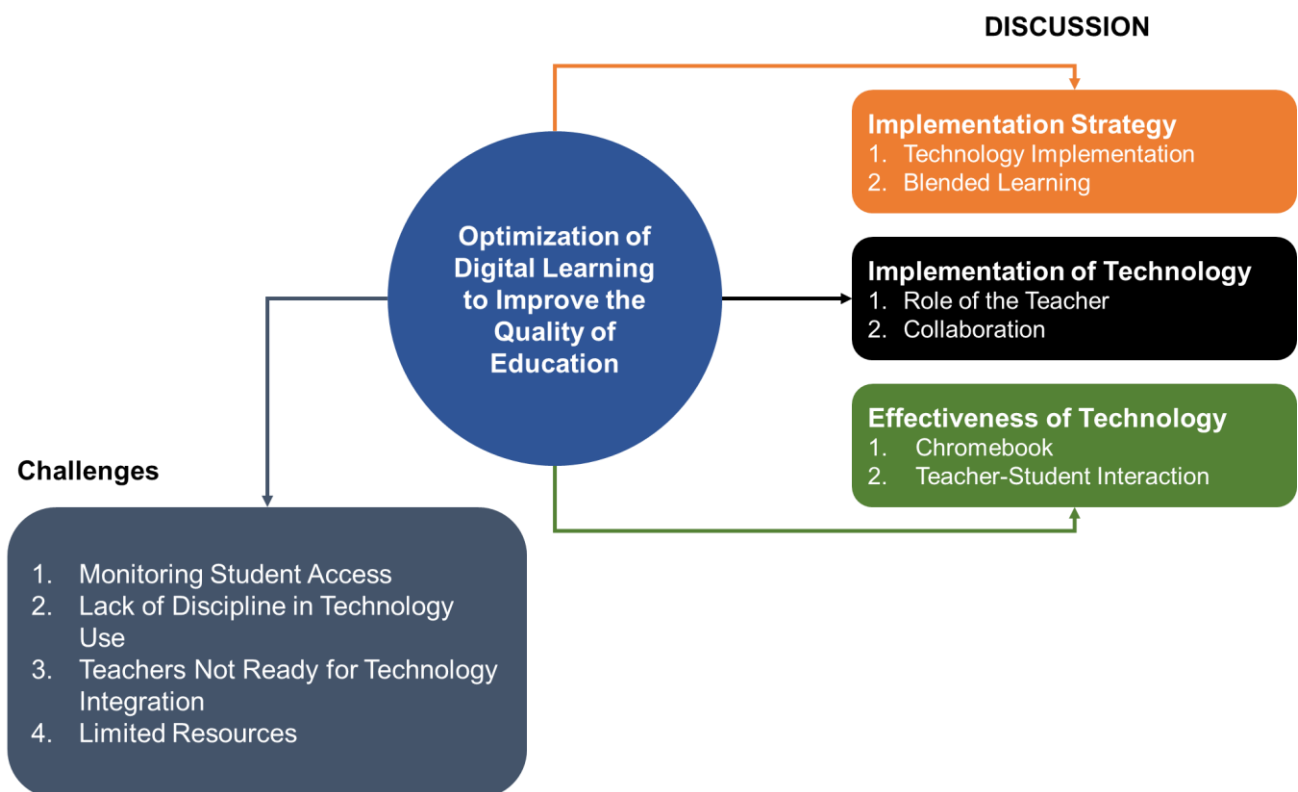 DISCUSSION
Implementation Strategy
1. Technology Implementation
2. Blended Learning
Optimization of
Digital Learning
to Improve the
Quality of
Education
Implementation of Technology
1. Role of the Teacher
2. Collaboration
Effectiveness of Technology
1. Chromebook
2. Teacher-Student Interaction
Challenges
1. Monitoring Student Access
2. Lack of Discipline in Technology
Use
3. Teachers Not Ready for Technology
Integration
4. Limited Resources